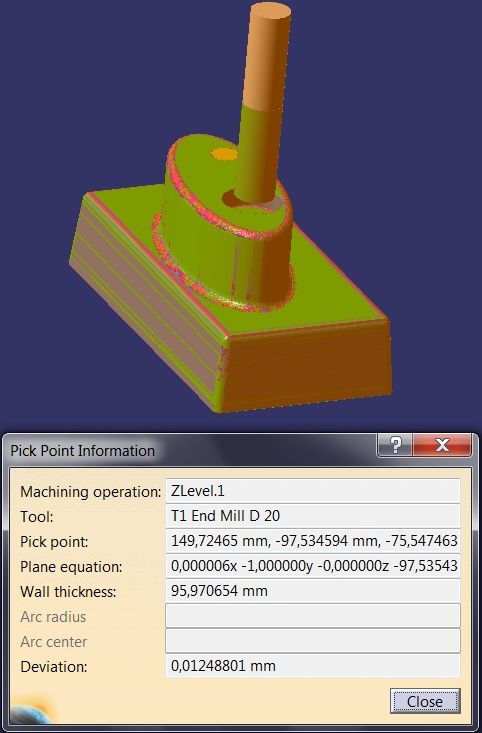 Pick Point Information
?
Machining operation: ZLevel.1
Tool: T1 End Mill D 20
Pick point: 149,72465 mm, -97,534594 mm, -75,547463
Plane equation: 0,000006x -1,000000y -0,000000z -97,53543
Wall thickness: 95,970654 mm
Arc radius
Arc center
Deviation: 0,01248801 mm
Close